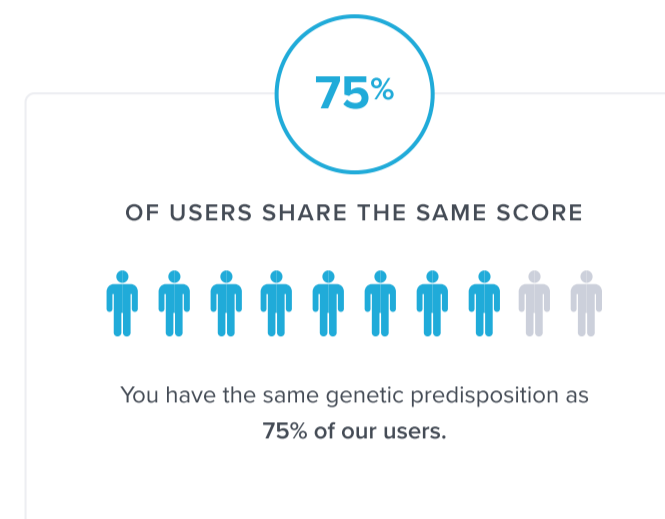 75%
OF USERS SHARE THE SAME SCORE
You have the same genetic predisposition as
75% of our users.